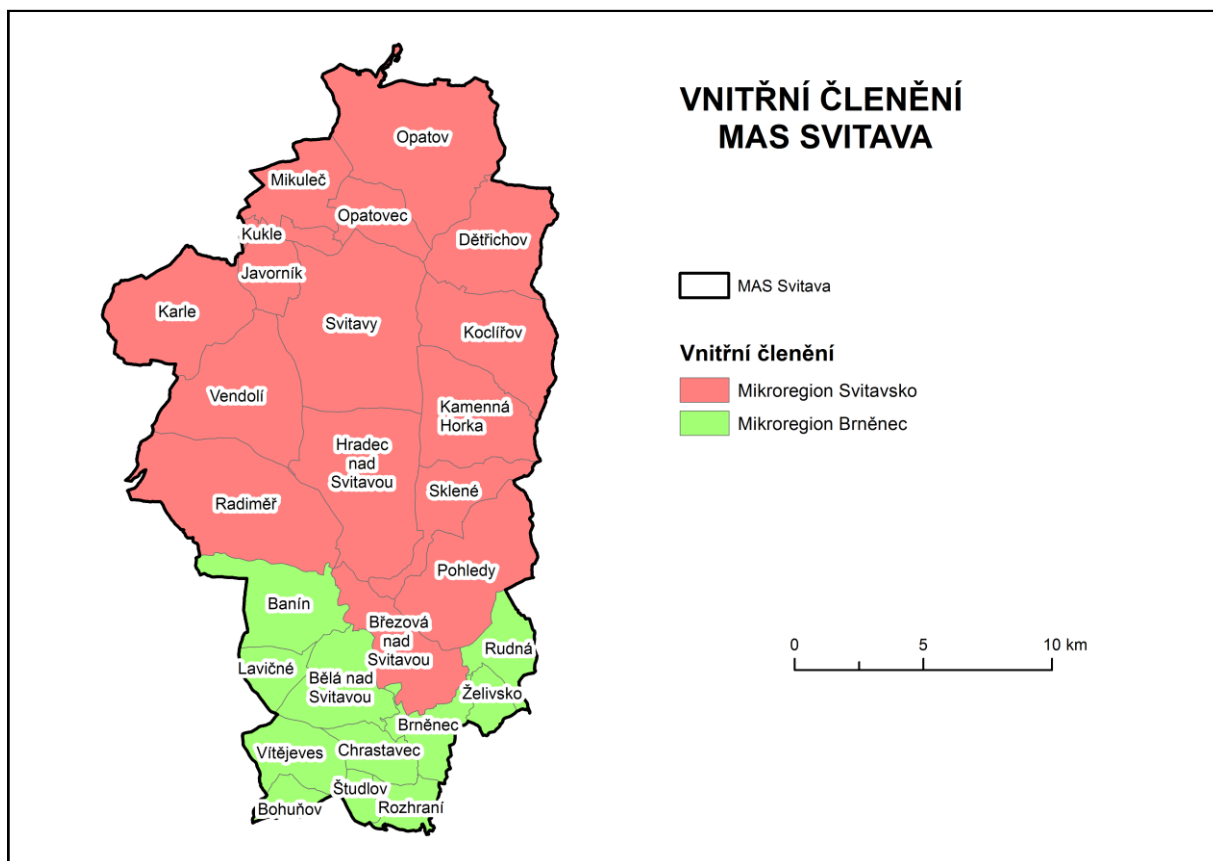 VNITŘNÍ ČLENĚNÍ
MAS SVITAVA
Opatov
Mikuleč
Opatovec
Kukle
Dětřichov
Javorník
Karle
Svitavy
Koclířov
Vendolí
Kamenná
Horka
Hradec
nad
Svitavou
Sklené
Radiměř
Pohledy
Banín
Březová
nad
Svitavou
Rudná
Lavičné
Bělá nad
Svitavou
Želivsko
Brněnec
Vítějeves
Chrastavec
Študlov
Bohuňov
Rozhraní
MAS Svitava
Vnitřní členění
Mikroregion Svitavsko
Mikroregion Brněnec
0 5 10 km